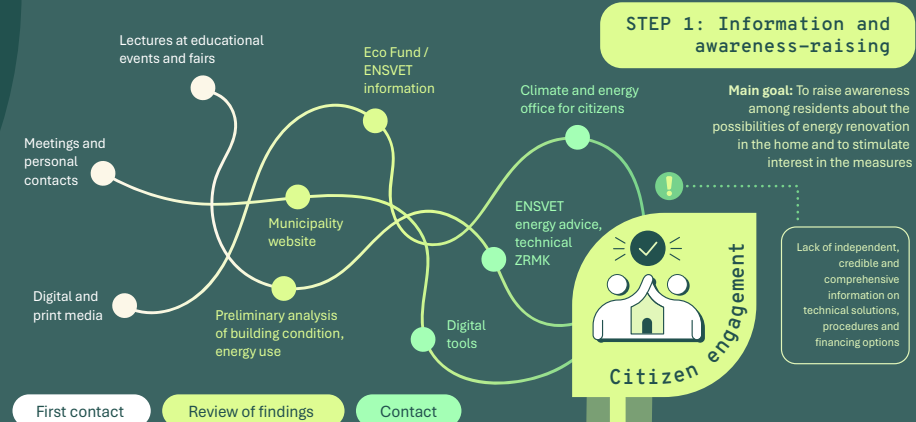 STEP 1: Information and
awareness-raising
Main goal: To raise awareness
among residents about the
possibilities of energy renovation
in the home and to stimulate
interest in the measures
Lectures at educational
events and fairs
Eco Fund /
ENSVET
information
Climate and energy
office for citizens
Meetings and
personal
contacts
Municipality
website
ENSVET
energy advice,
technical
ZRMK
!
Lack of independent,
credible and
comprehensive
information on
technical solutions,
procedures and
financing options
Digital and
print media
Preliminary analysis
of building condition,
energy use
Digital
tools
Citizen engagement
First contact
Review of findings
Contact